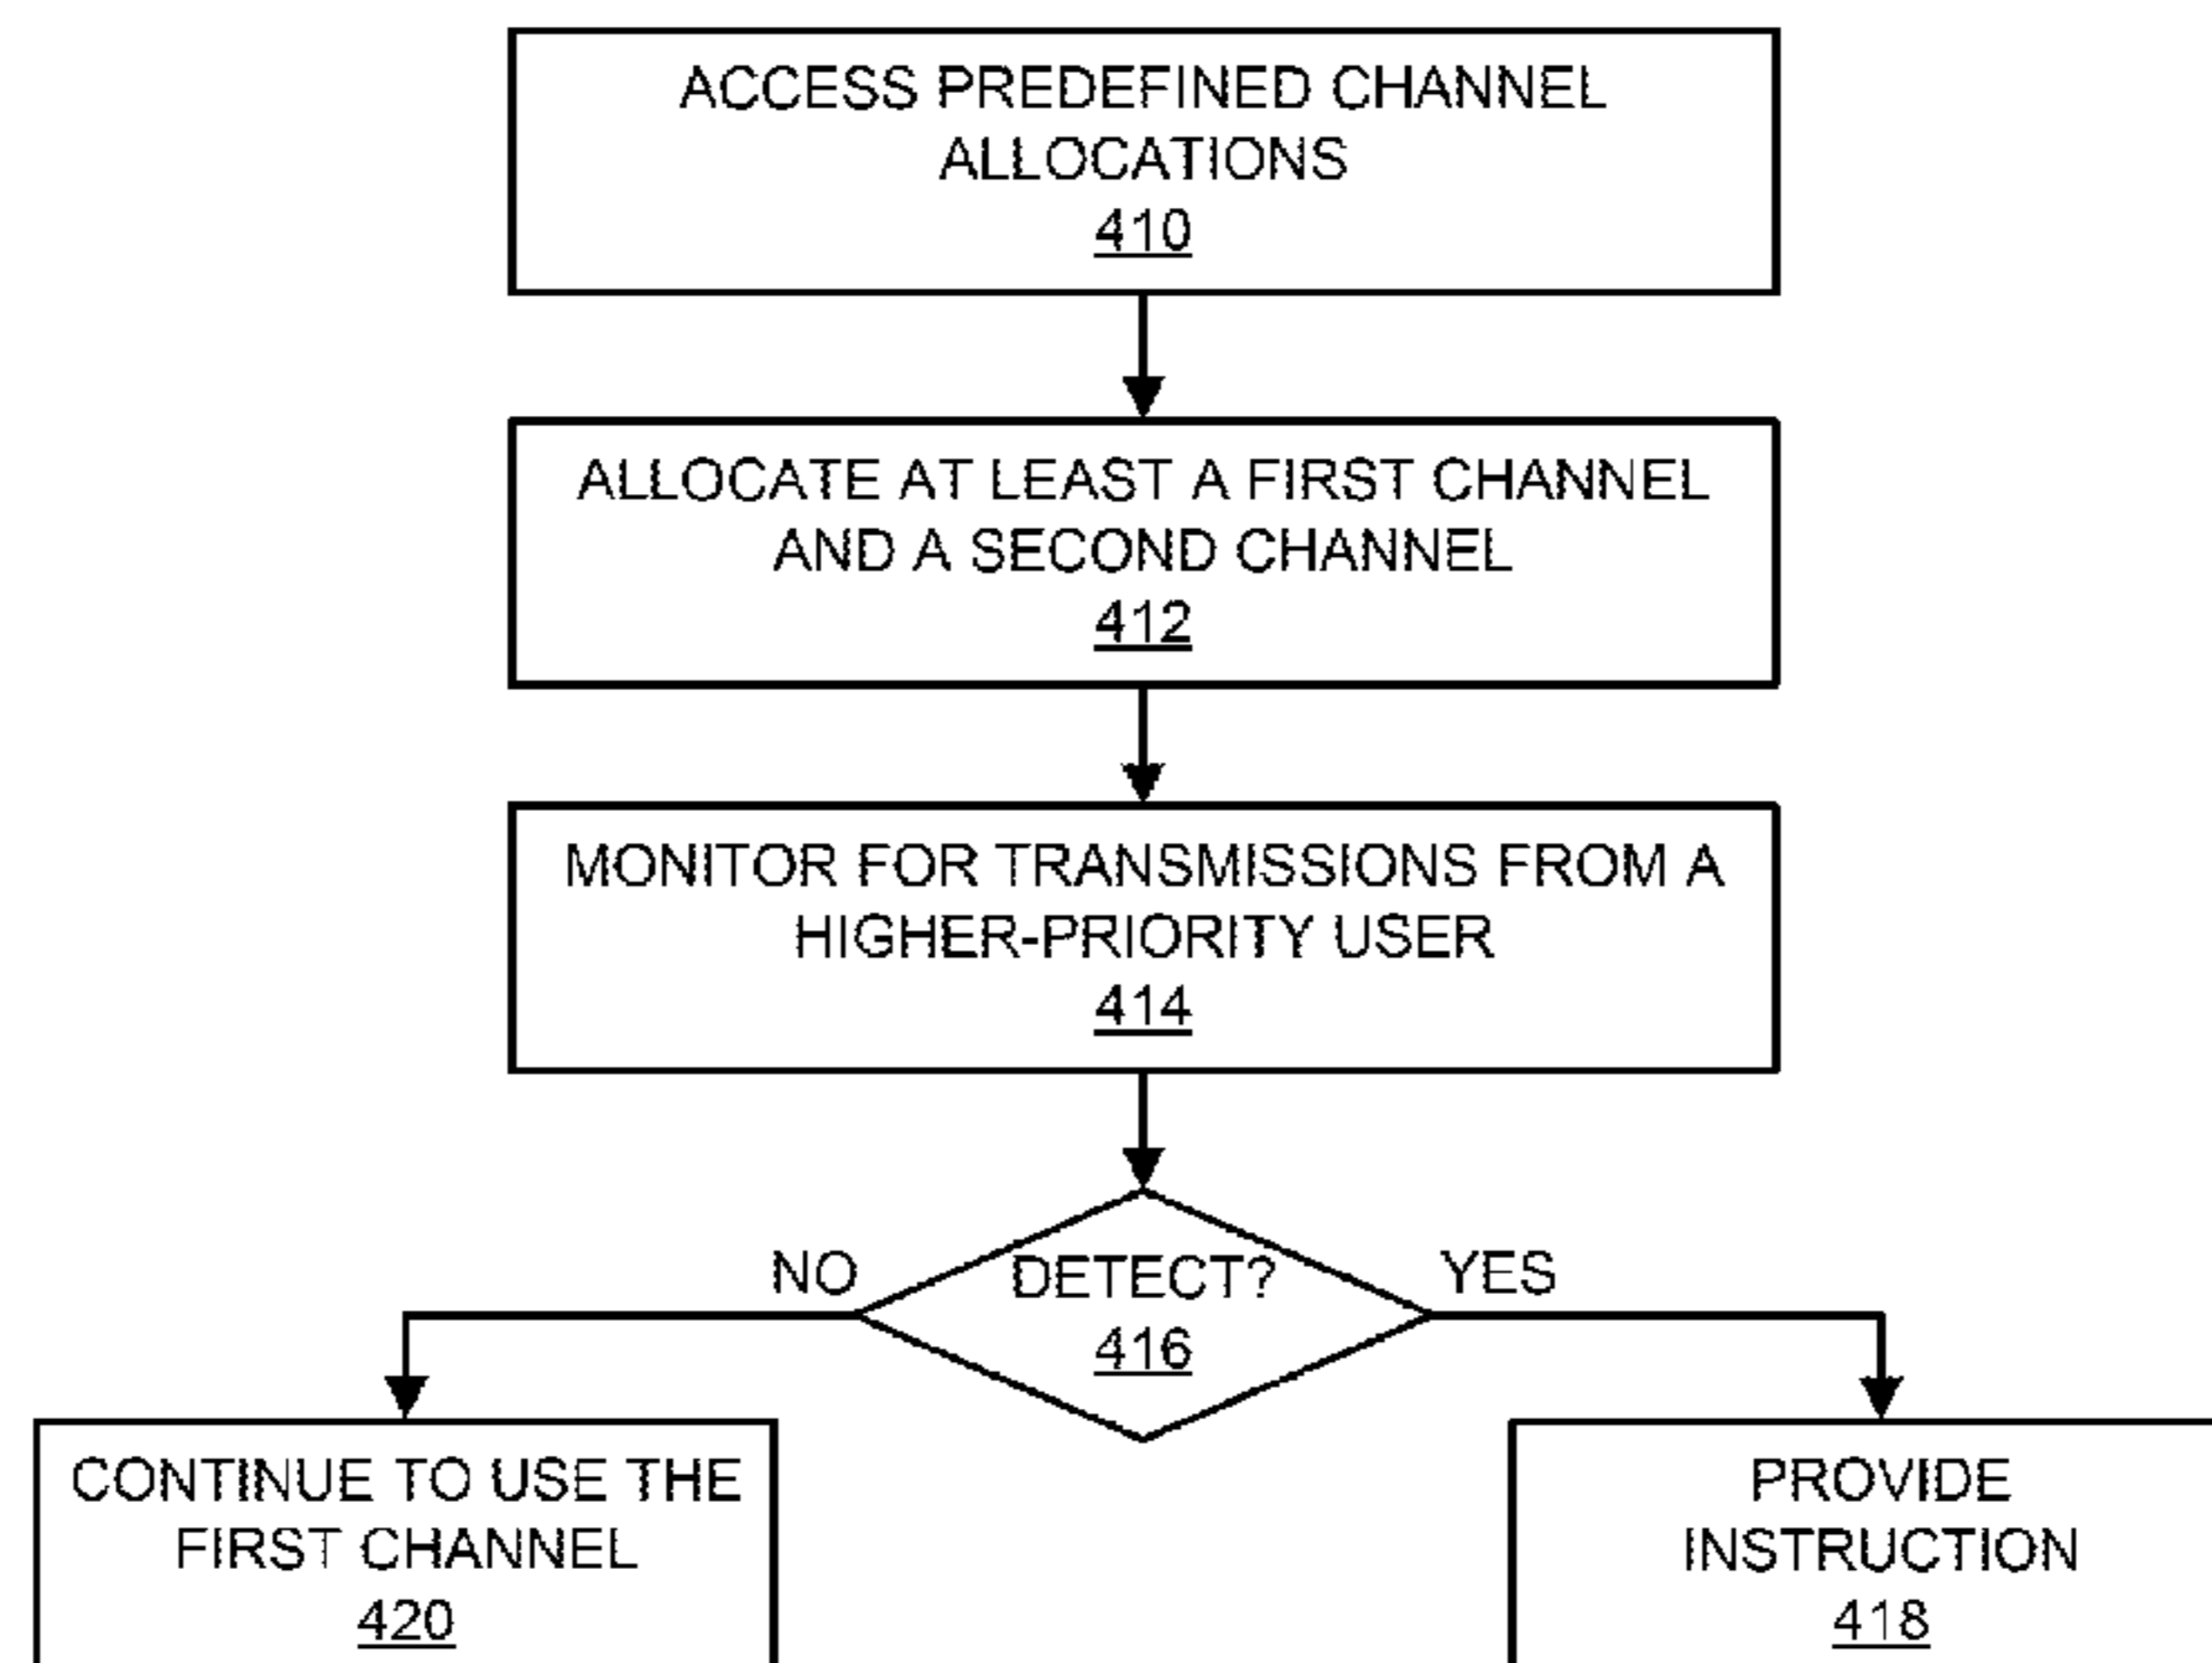 ACCESS PREDEFINED CHANNEL
ALLOCATIONS
410
ALLOCATE AT LEAST A FIRST CHANNEL
AND A SECOND CHANNEL
412
MONITOR FOR TRANSMISSIONS FROM A
HIGHER-PRIORITY USER
414
NO
DETECT?
YES
416
CONTINUE TO USE THE
FIRST CHANNEL
420
PROVIDE
INSTRUCTION
418